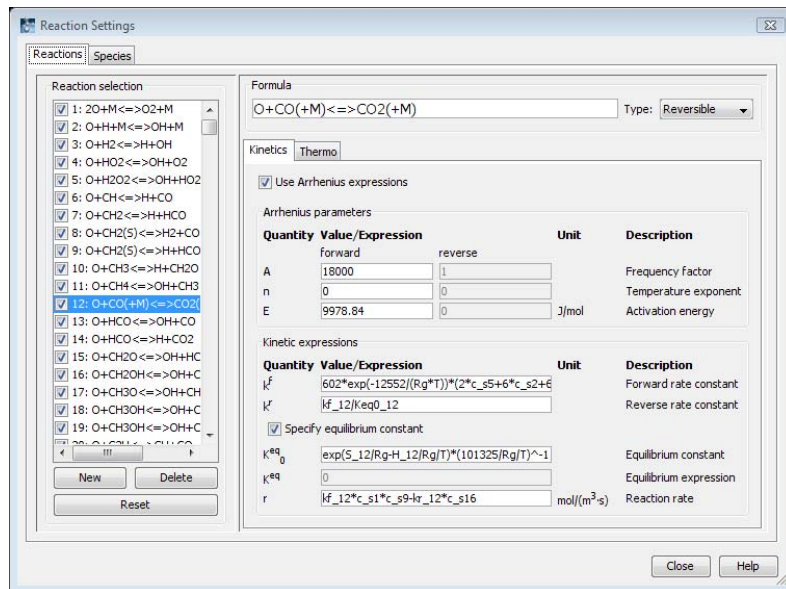 Reaction Settings
Reactions Species
Reaction selection
1: 2O+M<=>O2+M
2: O+H+M<=>OH+M
3: O+H2<=>H+OH
4: O+HO2<=>OH+O2
5: O+H2O2<=>OH+HO2
6: O+CH<=>H+CO
7: O+CH2<=>H+HCO
8: O+CH2(S)<=>H2+CO
9: O+CH2(S)<=>H+HCO
10: O+CH3<=>H+CH2O
11: O+CH4<=>OH+CH3
12: O+CO(+M)<=>CO2(
13: O+HCO<=>OH+CO
14: O+HCO<=>H+CO2
15: O+CH2O<=>OH+HC
16: O+CH2OH<=>OH+C
17: O+CH3O<=>OH+CH
18: O+CH3OH<=>OH+C
19: O+CH3OH<=>OH+C
New Delete
Reset
Formula
O+CO(+M)<=>CO2(+M) Type: Reversible
Kinetics Thermo
Use Arrhenius expressions
Arrhenius parameters
Quantity Value/Expression Unit Description
forward reverse
A 18000 1 Frequency factor
n 0 0 Temperature exponent
E 9978.84 0 J/mol Activation energy
Kinetic expressions
Quantity Value/Expression Unit Description
k^f 602*exp(-12552/(Rg*T))*(2*c_s5+6*c_s2+6 Forward rate constant
k^r kf_12/Keq0_12 Reverse rate constant
Specify equilibrium constant
K^eq_0 exp(S_12/Rg-H_12/Rg/T)*(101325/Rg/T)^-1 Equilibrium constant
K^eq 0 Equilibrium expression
r kf_12*c_s1*c_s9-kr_12*c_s16 mol/(m³·s) Reaction rate
Close Help